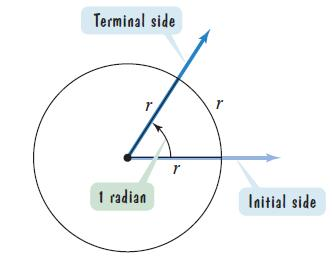 Terminal side
r
r
r
1 radian
Initial side